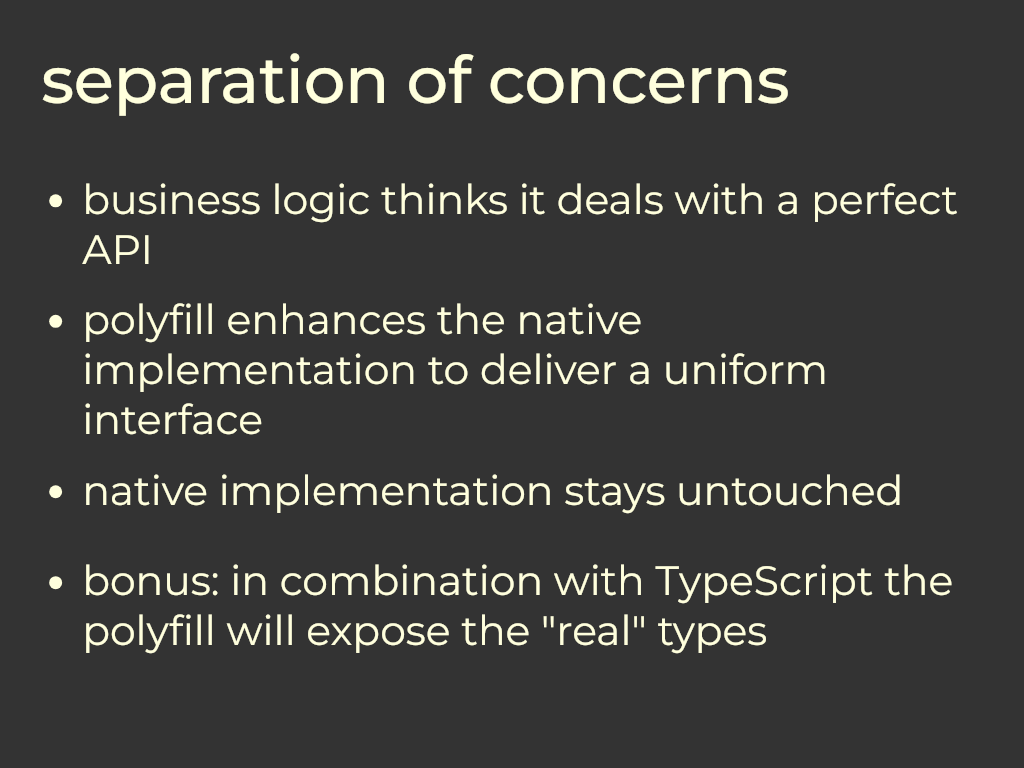 separation of concerns
• business logic thinks it deals with a perfect
API
• polyfill enhances the native
implementation to deliver a uniform
interface
• native implementation stays untouched
• bonus: in combination with TypeScript the
polyfill will expose the "real" types